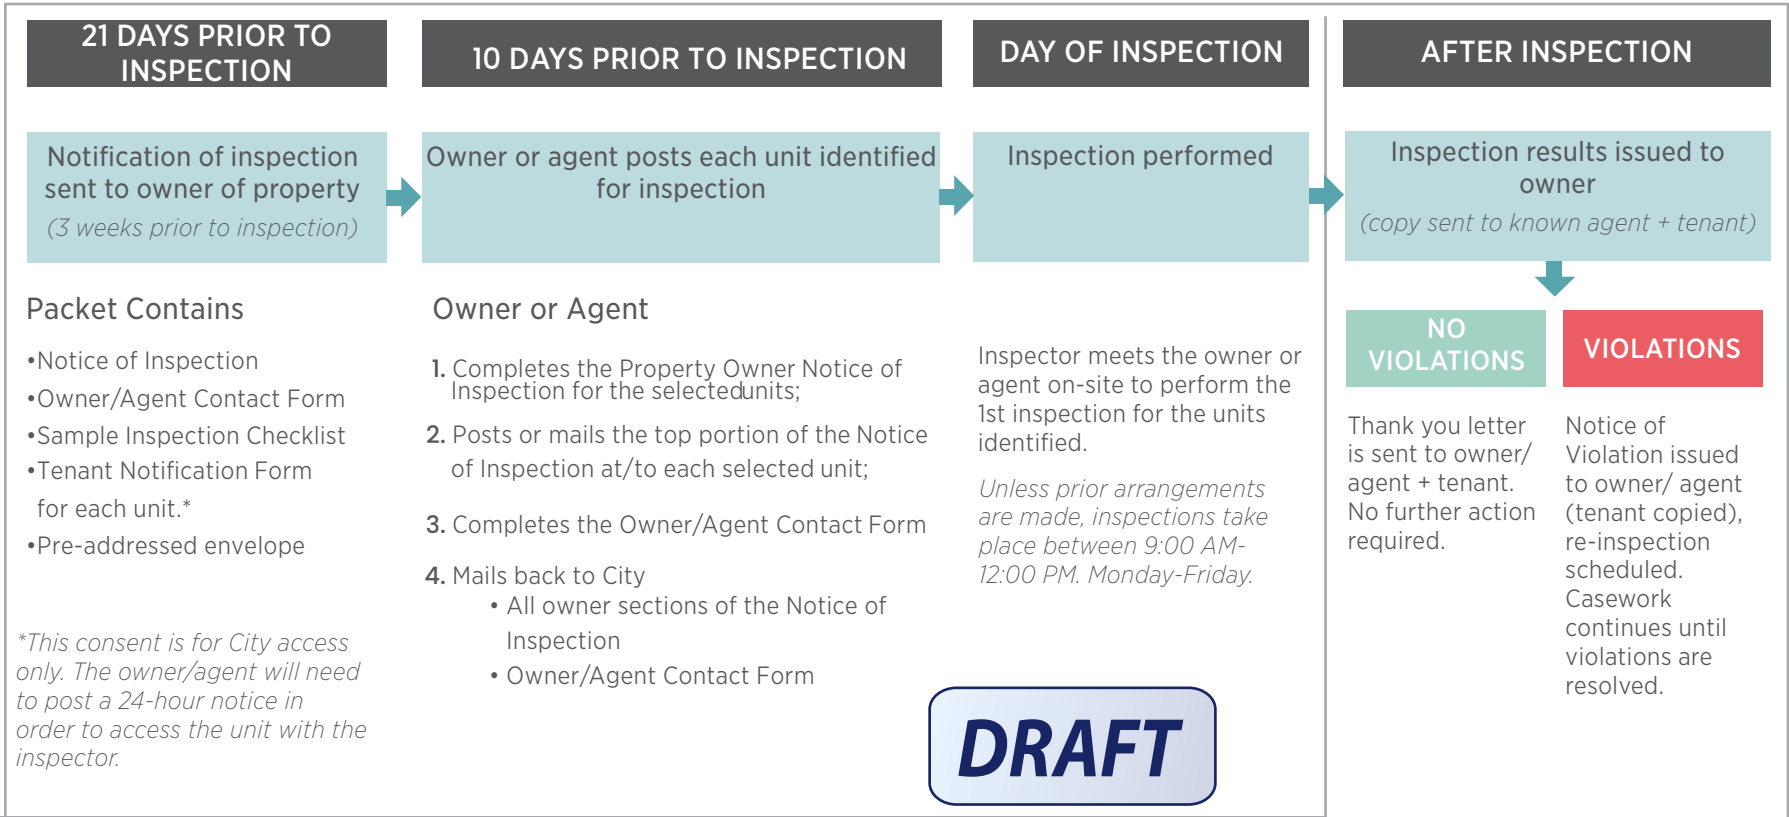 21 DAYS PRIOR TO
INSPECTION
Notification of inspection
sent to owner of property
(3 weeks prior to inspection)
Packet Contains
•Notice of Inspection
•Owner/Agent Contact Form
•Sample Inspection Checklist
•Tenant Notification Form
for each unit.*
•Pre-addressed envelope
*This consent is for City access
only. The owner/agent will need
to post a 24-hour notice in
order to access the unit with the
inspector.
10 DAYS PRIOR TO INSPECTION
Owner or agent posts each unit identified
for inspection
Owner or Agent
1. Completes the Property Owner Notice of
Inspection for the selectedunits;
2. Posts or mails the top portion of the Notice
of Inspection at/to each selected unit;
3. Completes the Owner/Agent Contact Form
4. Mails back to City
• All owner sections of the Notice of
Inspection
• Owner/Agent Contact Form
DAY OF INSPECTION
Inspection performed
Inspector meets the owner or
agent on-site to perform the
1st inspection for the units
identified.
Unless prior arrangements
are made, inspections take
place between 9:00 AM-
12:00 PM. Monday-Friday.
DRAFT
AFTER INSPECTION
Inspection results issued to
owner
(copy sent to known agent + tenant)
NO
VIOLATIONS
Thank you letter
is sent to owner/
agent + tenant.
No further action
required.
VIOLATIONS
Notice of
Violation issued
to owner/ agent
(tenant copied),
re-inspection
scheduled.
Casework
continues until
violations are
resolved.